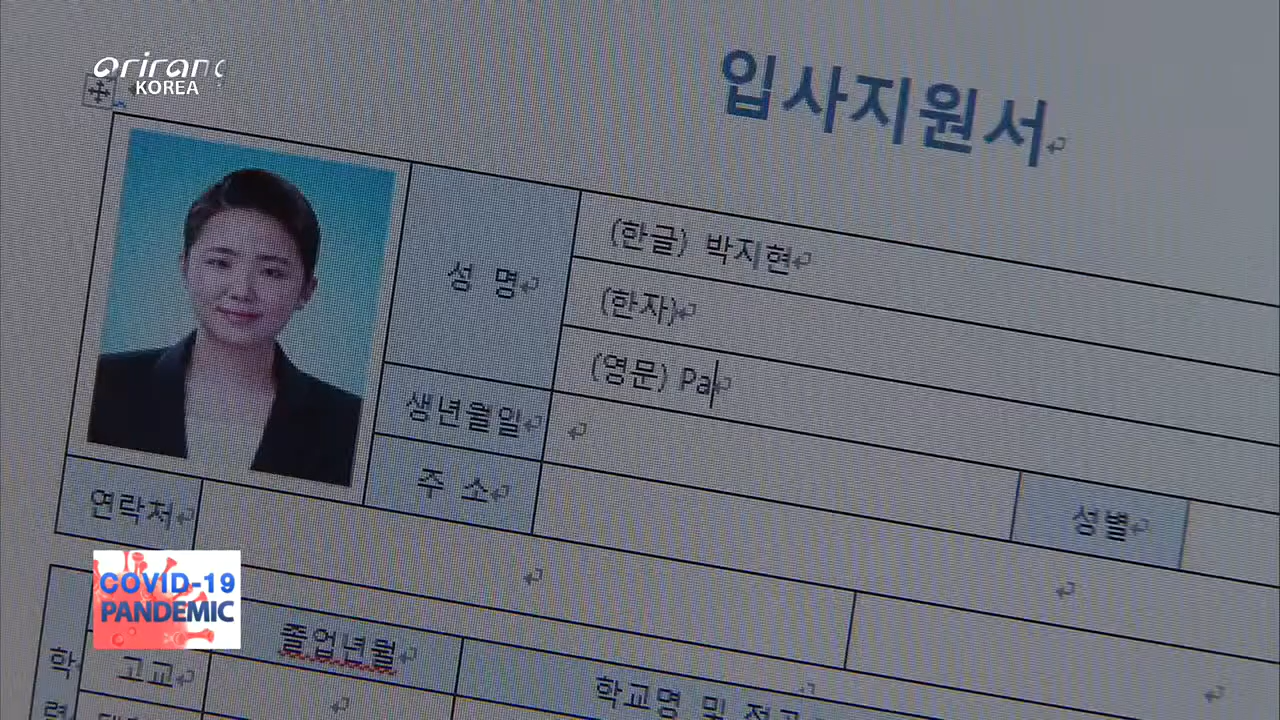 arirang
KOREA
입사지원서
성 명
(한글) 박지현
(한자)
(영문) Pa
생년월일
주 소
성별
연락처
COVID-19
PANDEMIC
졸업년월
학교명 및
학력
고교